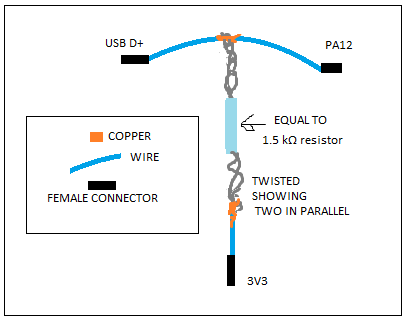 USB D+
PA12
EQUAL TO
1.5 kΩ resistor
COPPER
WIRE
FEMALE CONNECTOR
TWISTED
SHOWING
TWO IN PARALLEL
3V3